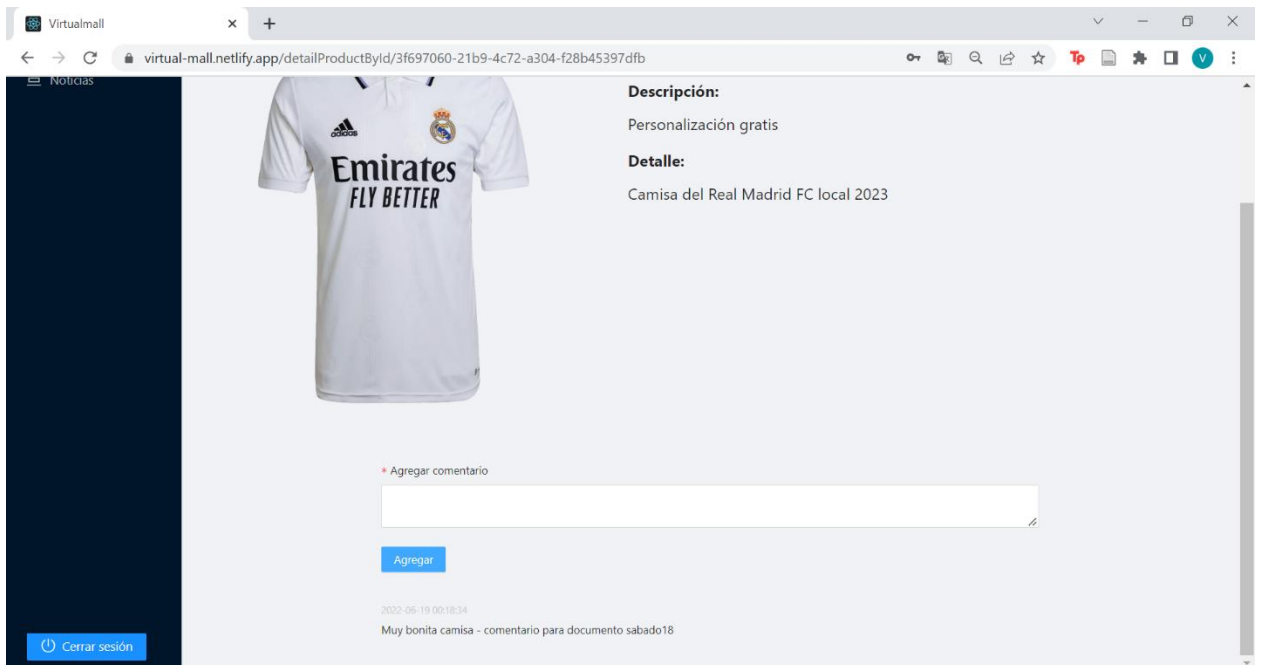 Virtualmall
virtual-mall.netlify.app/detailProductById/3f697060-21b9-4c72-a304-f28b45397dfb
Tp
V
Noticias
Descripción:
Personalización gratis
Detalle:
Camisa del Real Madrid FC local 2023
adidas
Emirates
FLY BETTER
* Agregar comentario
Agregar
2022-06-19 00:18:34
Muy bonita camisa - comentario para documento sabado18
Cerrar sesión